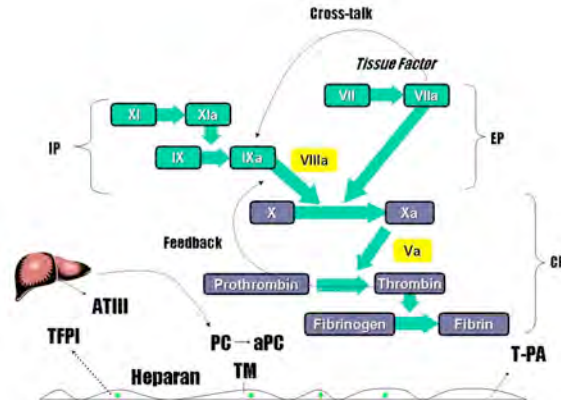 Cross-talk
Tissue Factor
VII VIIa
XI XIa
IP
EP
IX IXa VIIIa
X Xa
Feedback
Va
Prothrombin Thrombin
ATIII
Fibrinogen Fibrin
TFPI
PC aPC
T-PA
Heparan TM